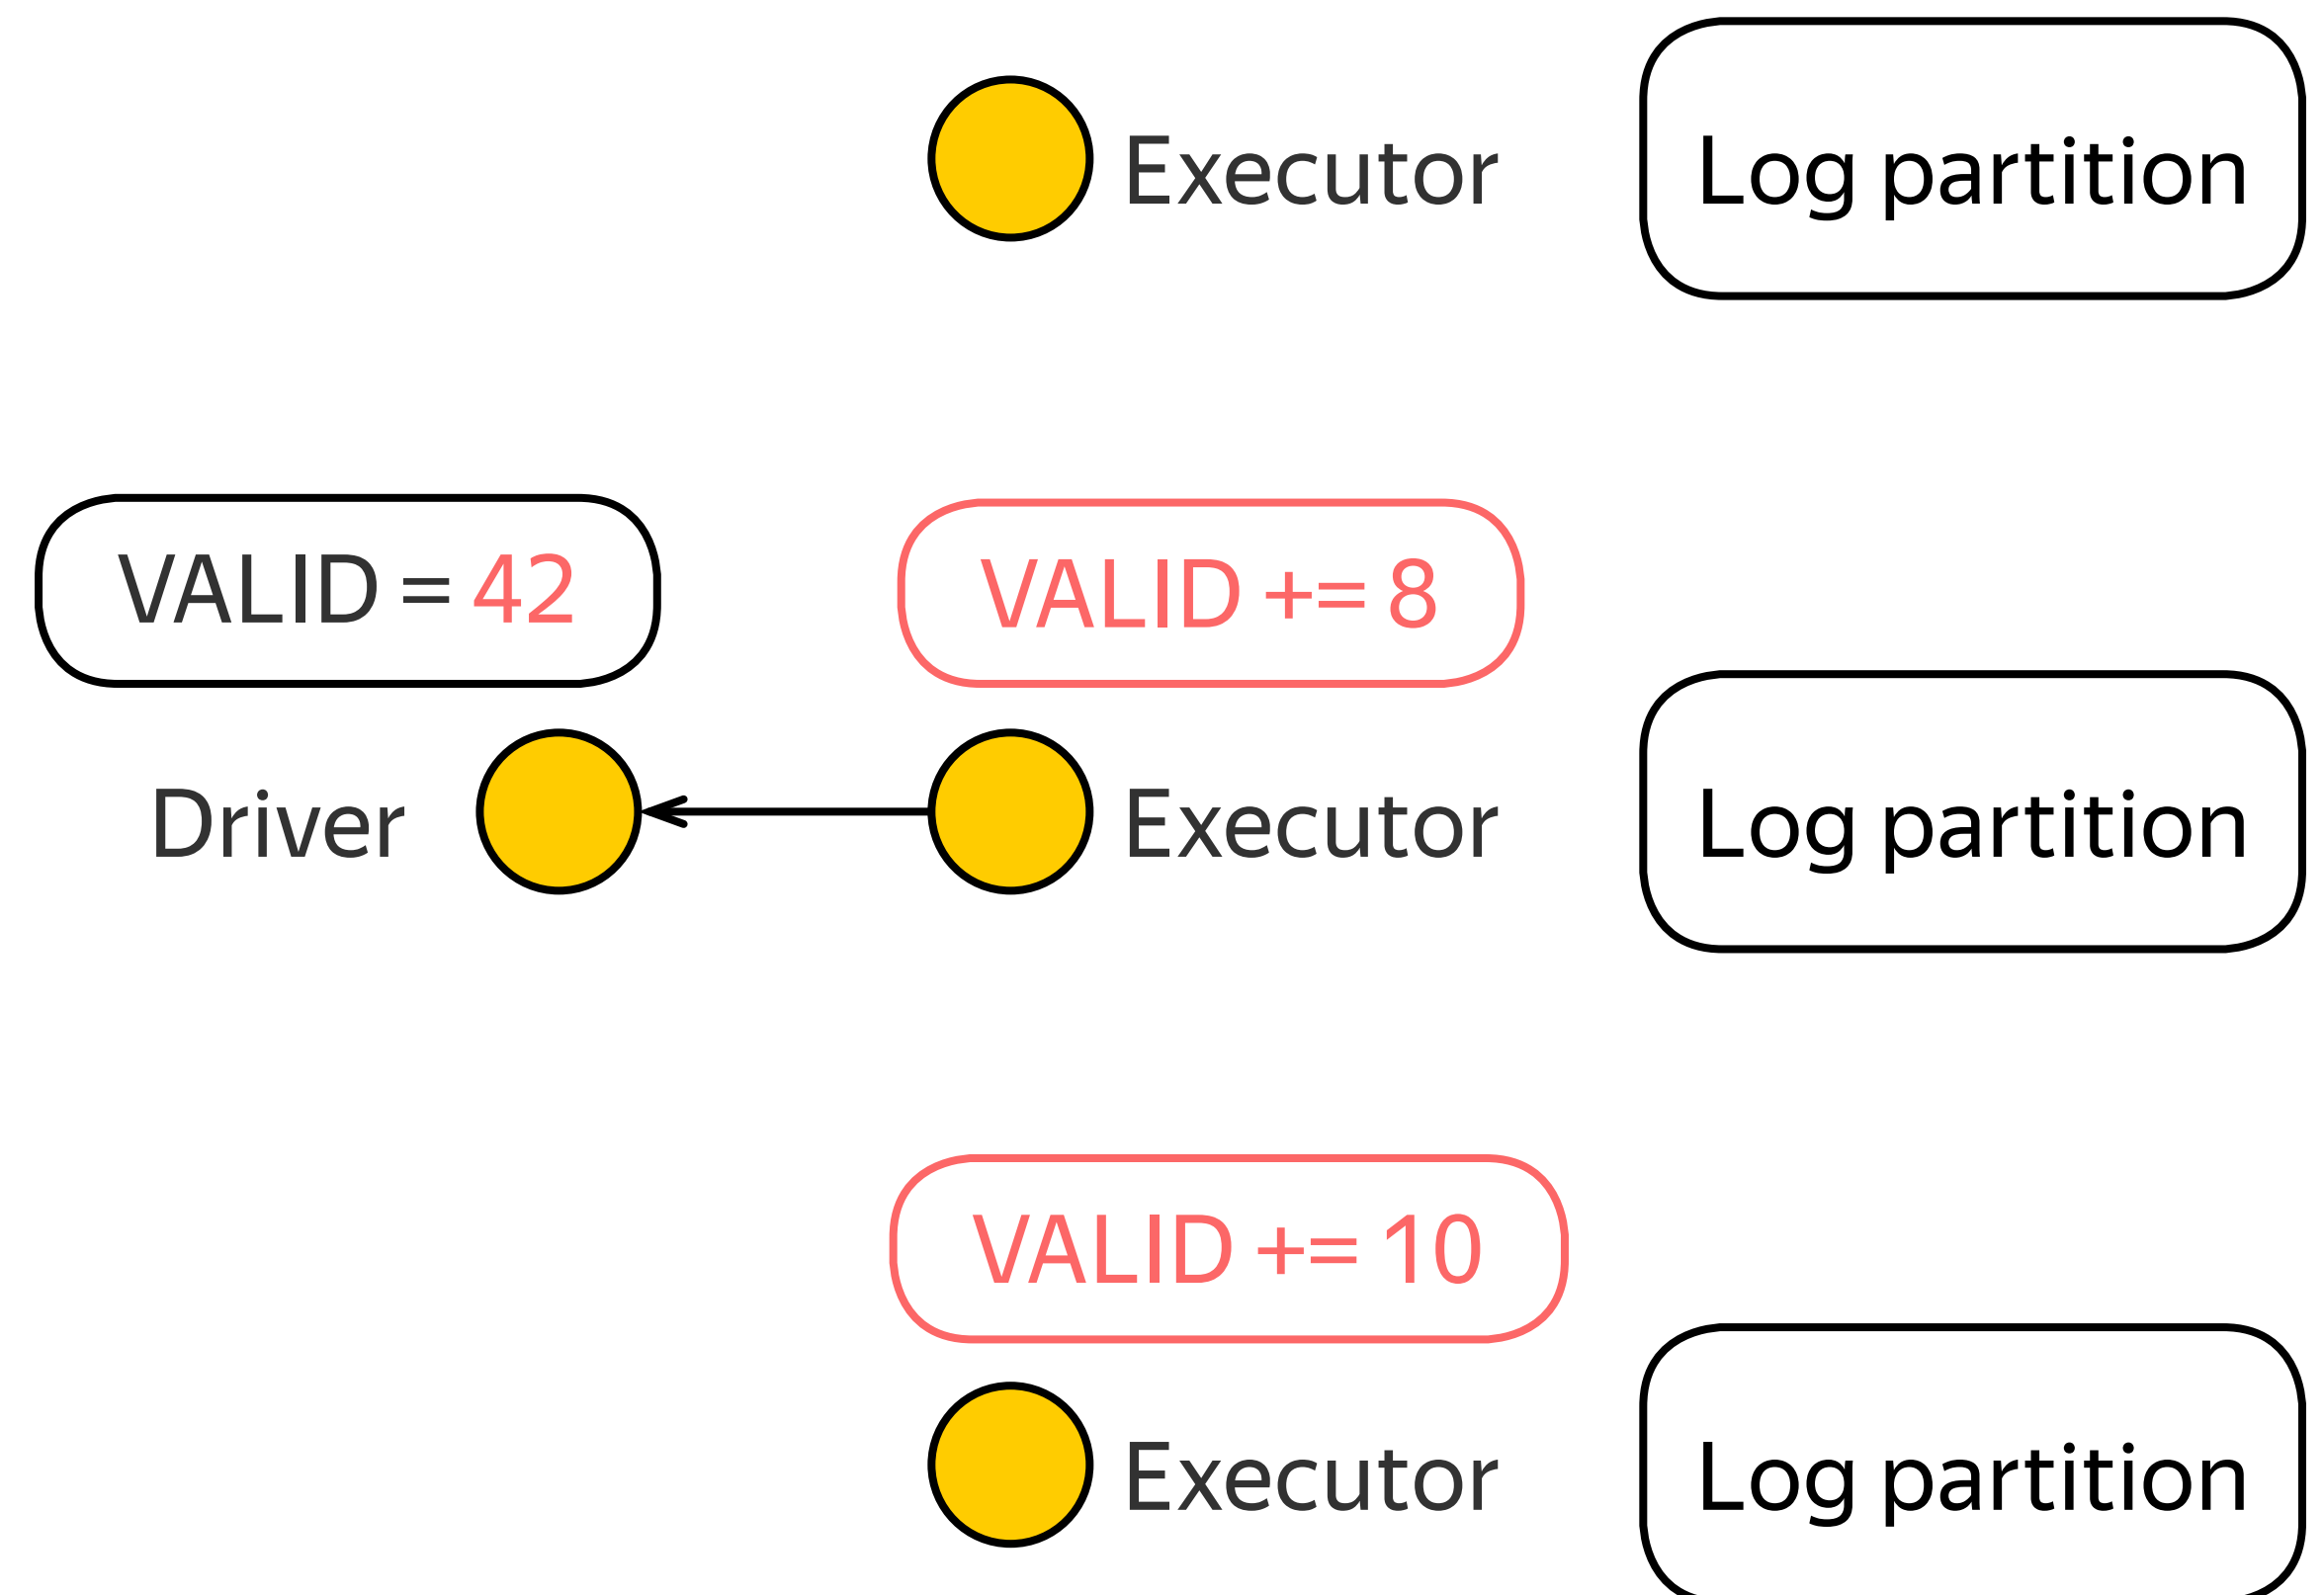 Executor
Log partition
VALID = 42
VALID += 8
Driver
Executor
Log partition
VALID += 10
Executor
Log partition